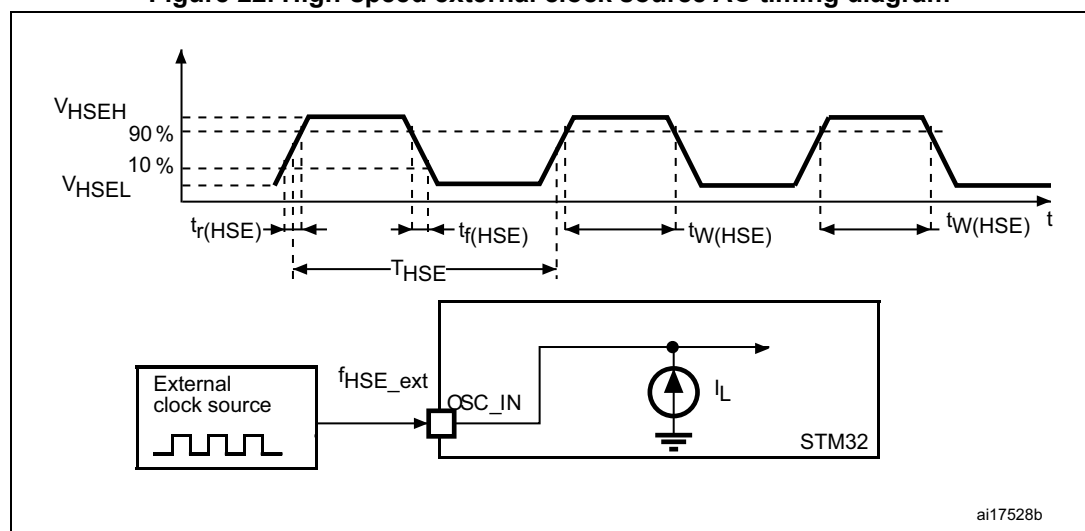 Figure 22. High-speed external clock source AC timing diagram
VHSEH
90 %
10 %
VHSEL
tr(HSE)
tf(HSE)
tW(HSE)
tW(HSE)
t
THSE
External
clock source
fHSE_ext
OSC_IN
IL
STM32
ai17528b